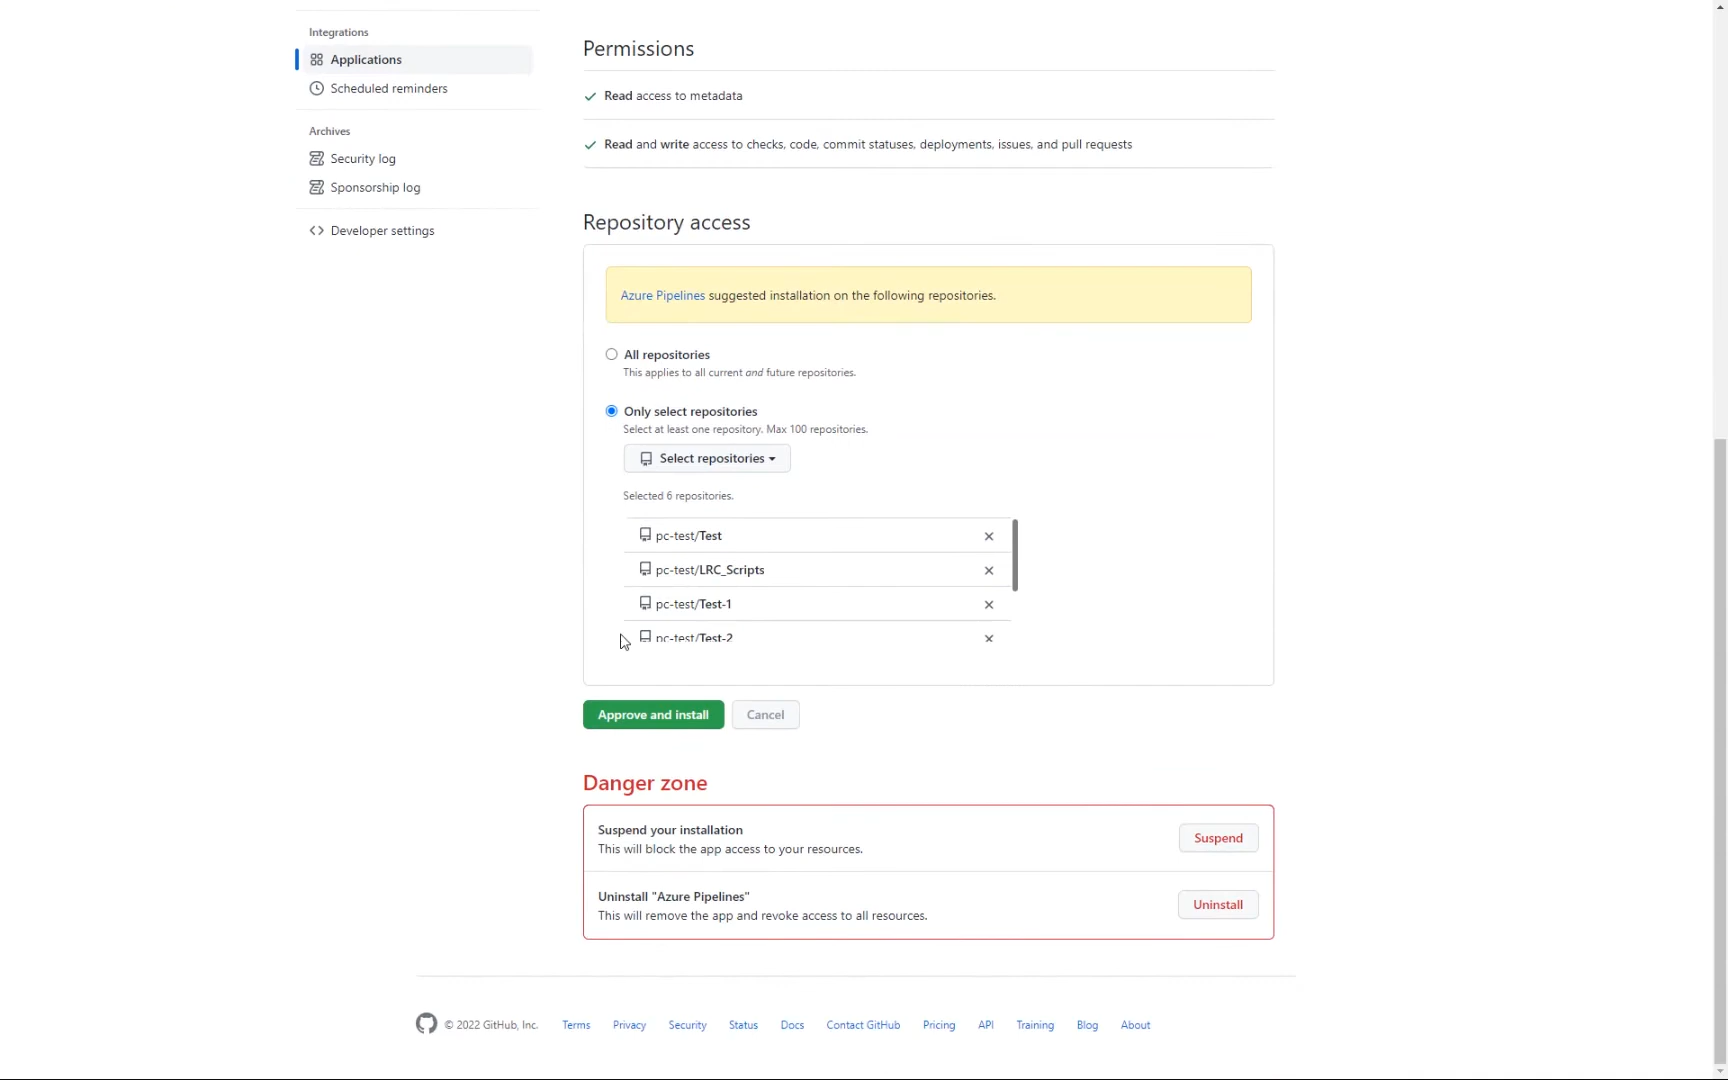 Integrations
Applications
Scheduled reminders
Archives
Security log
Sponsorship log
Developer settings
Permissions
Read access to metadata
Read and write access to checks, code, commit statuses, deployments, issues, and pull requests
Repository access
Azure Pipelines suggested installation on the following repositories.
All repositories
This applies to all current and future repositories.
Only select repositories
Select at least one repository. Max 100 repositories.
Select repositories
Selected 6 repositories.
pc-test/Test
pc-test/LRC_Scripts
pc-test/Test-1
pc-test/Test-2
Approve and install Cancel
Danger zone
Suspend your installation
This will block the app access to your resources.
Suspend
Uninstall "Azure Pipelines"
This will remove the app and revoke access to all resources.
Uninstall
© 2022 GitHub, Inc. Terms Privacy Security Status Docs Contact GitHub Pricing API Training Blog About